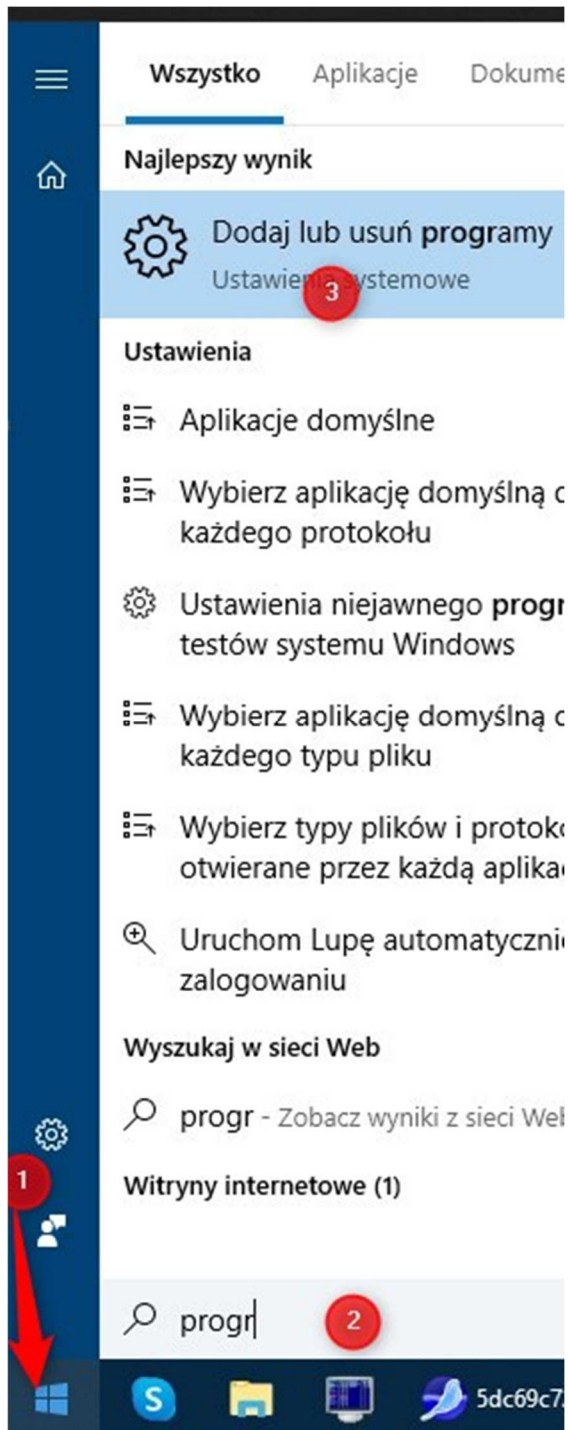 Wszystko Aplikacje Dokume
Najlepszy wynik
Dodaj lub usuń programy
Ustawienia systemowe
3
Ustawienia
Aplikacje domyślne
Wybierz aplikację domyślną d
każdego protokołu
Ustawienia niejawnego progr
testów systemu Windows
Wybierz aplikację domyślną d
każdego typu pliku
Wybierz typy plików i protoko
otwierane przez każdą aplikac
Uruchom Lupę automatyczni
zalogowaniu
Wyszukaj w sieci Web
progr - Zobacz wyniki z sieci Web
1
Witryny internetowe (1)
progr
2
5dc69c7